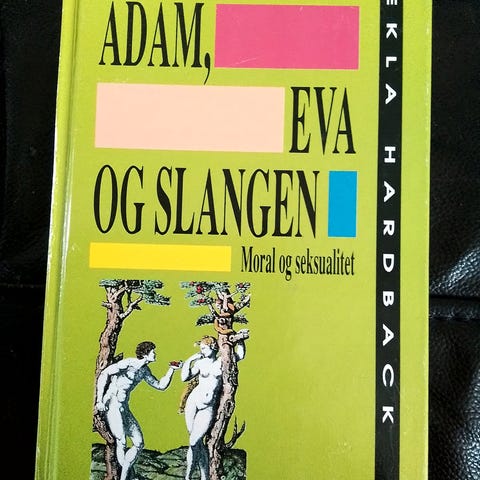 ADAM,
EVA
OG SLANGEN
Moral og seksualitet
EKLA HARDBACK